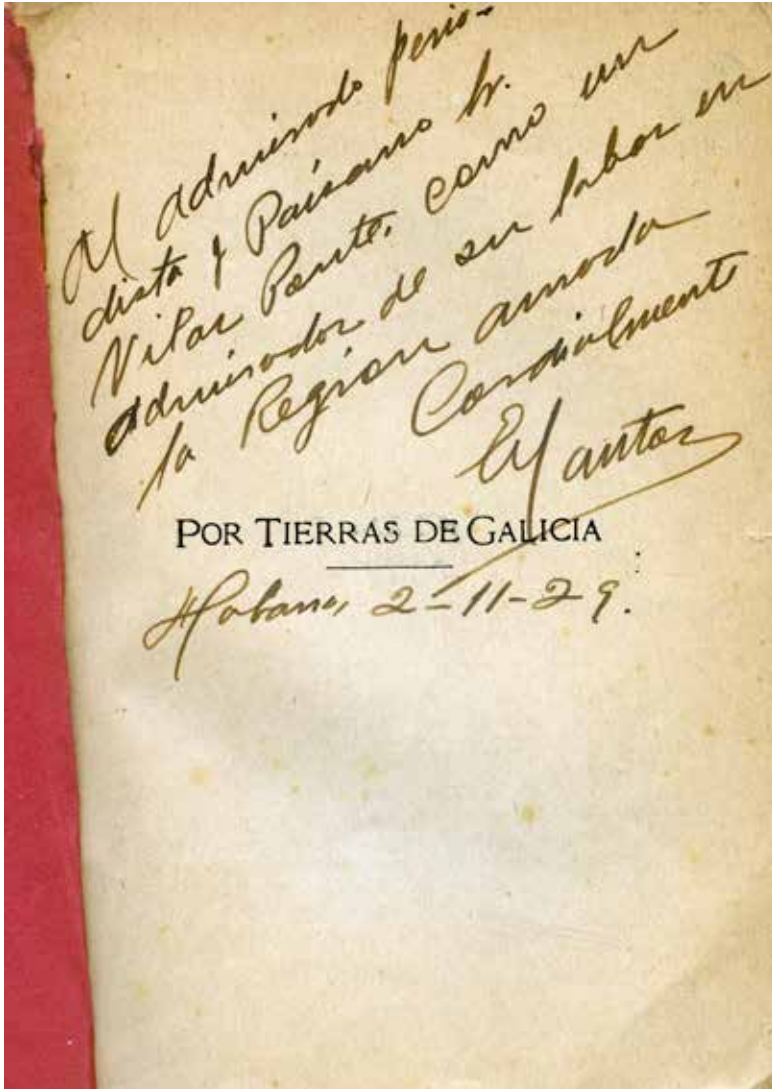 Al admirado perio-
dista y Paisano Sr.
Vilar Ponte, como un
admirador de su labor en
la Región amada
Cordialmente
POR TIERRAS DE GALICIA
Habana, 2-11-29.